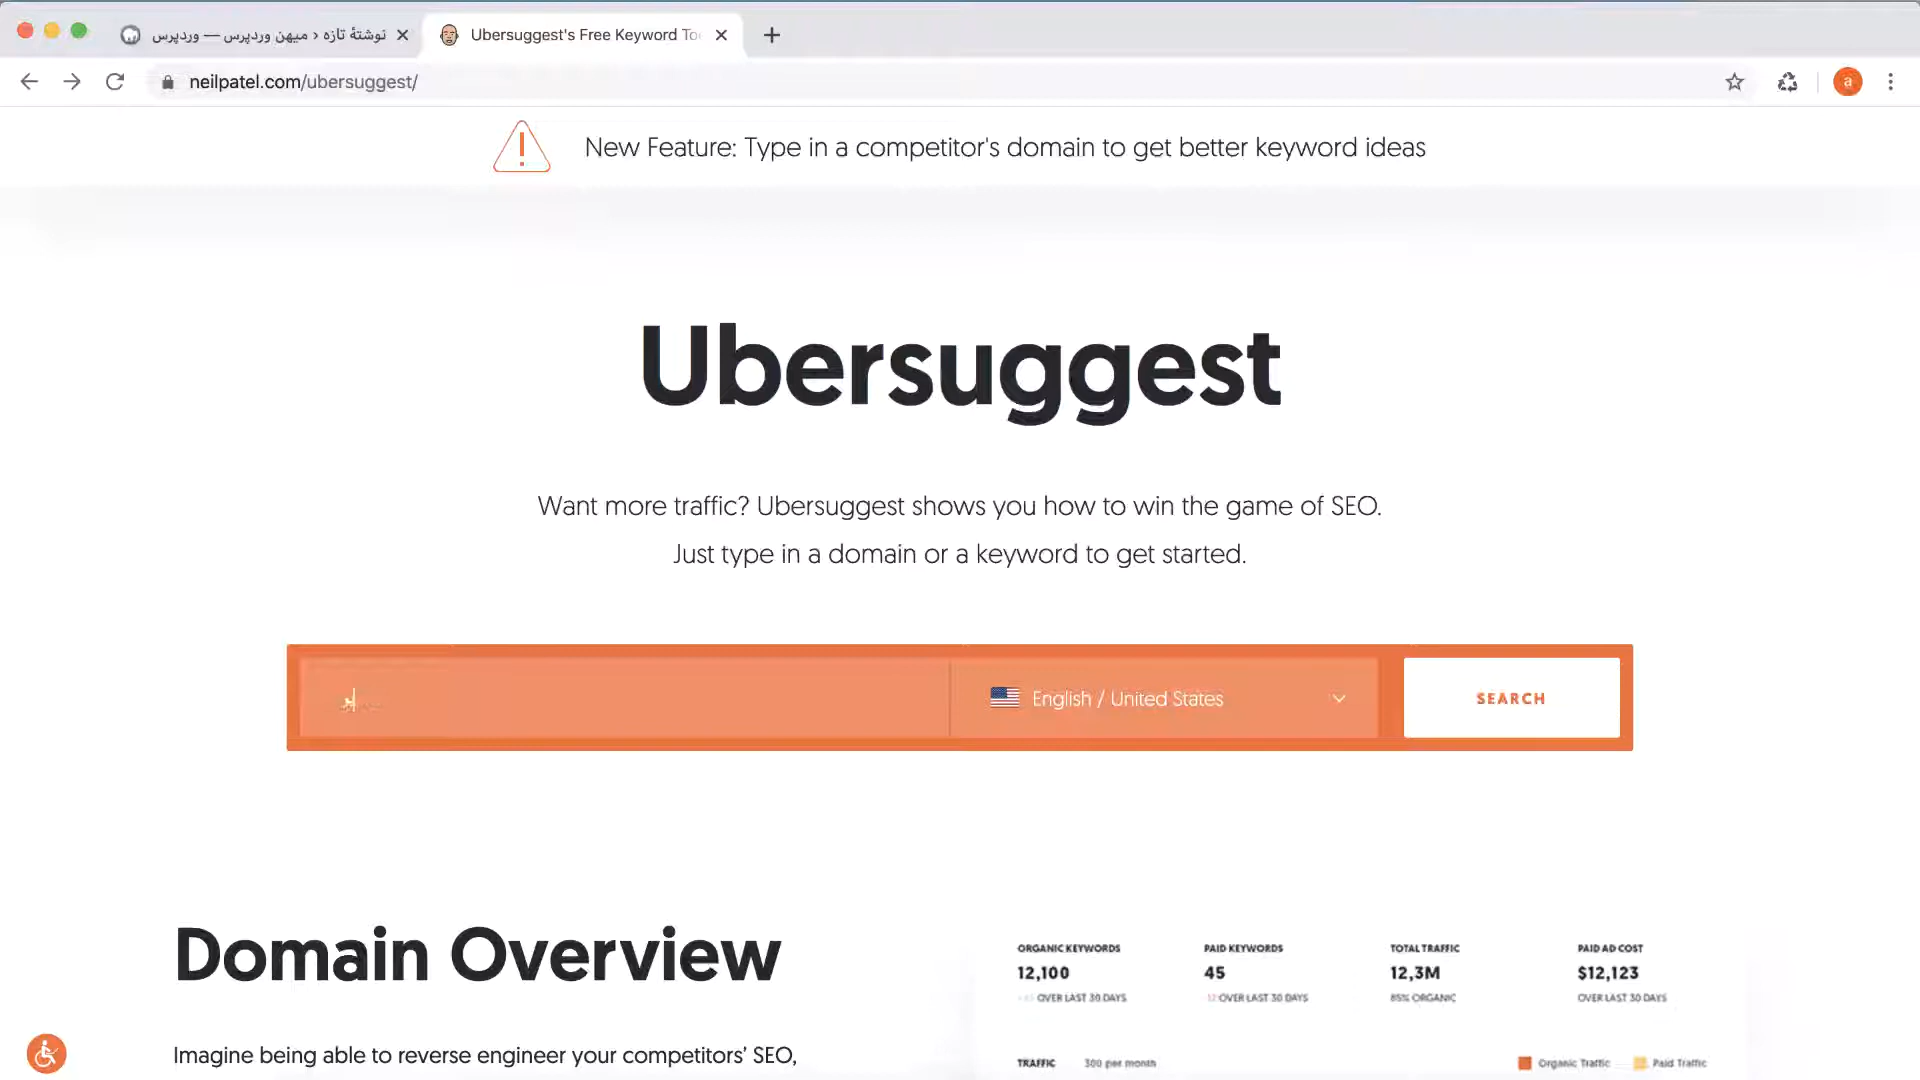 نوشتهٔ تازه ‹ میهن وردپرس — وردپرس
Ubersuggest's Free Keyword To
neilpatel.com/ubersuggest/
a
New Feature: Type in a competitor's domain to get better keyword ideas
Ubersuggest
Want more traffic? Ubersuggest shows you how to win the game of SEO.
Just type in a domain or a keyword to get started.
English / United States
SEARCH
Domain Overview
Imagine being able to reverse engineer your competitors’ SEO,
ORGANIC KEYWORDS
12,100
OVER LAST 30 DAYS
PAID KEYWORDS
45
12 OVER LAST 30 DAYS
TOTAL TRAFFIC
12,3M
85% ORGANIC
PAID AD COST
$12,123
OVER LAST 30 DAYS
TRAFFIC
300 per month
Organic Traffic
Paid Traffic